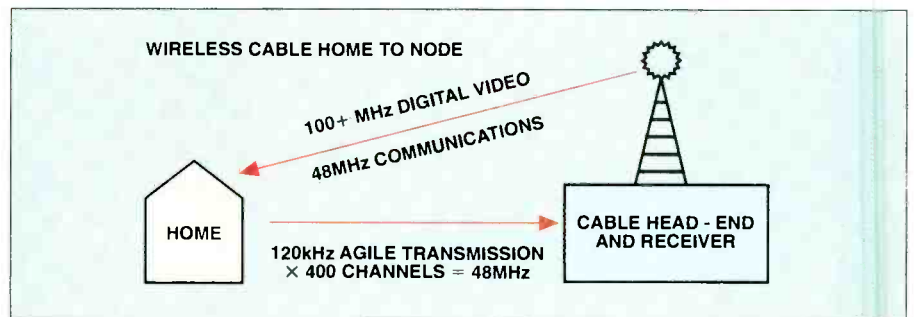 WIRELESS CABLE HOME TO NODE
100+ MHz DIGITAL VIDEO
48MHz COMMUNICATIONS
HOME
120kHz AGILE TRANSMISSION
× 400 CHANNELS = 48MHz
CABLE HEAD - END
AND RECEIVER